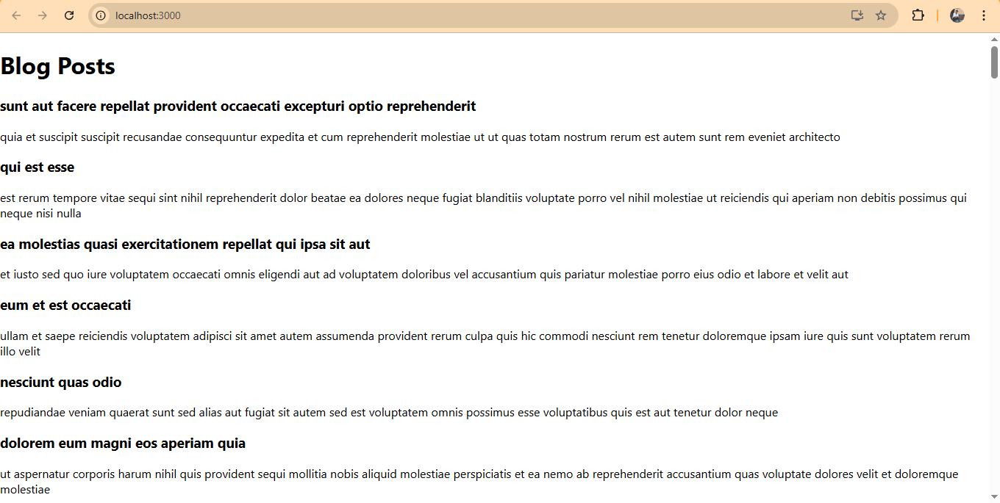 localhost:3000
Blog Posts
sunt aut facere repellat provident occaecati excepturi optio reprehenderit
quia et suscipit suscipit recusandae consequuntur expedita et cum reprehenderit molestiae ut ut quas totam nostrum rerum est autem sunt rem eveniet architecto
qui est esse
est rerum tempore vitae sequi sint nihil reprehenderit dolor beatae ea dolores neque fugiat blanditiis voluptate porro vel nihil molestiae ut reiciendis qui aperiam non debitis possimus qui
neque nisi nulla
ea molestias quasi exercitationem repellat qui ipsa sit aut
et iusto sed quo iure voluptatem occaecati omnis eligendi aut ad voluptatem doloribus vel accusantium quis pariatur molestiae porro eius odio et labore et velit aut
eum et est occaecati
ullam et saepe reiciendis voluptatem adipisci sit amet autem assumenda provident rerum culpa quis hic commodi nesciunt rem tenetur doloremque ipsam iure quis sunt voluptatem rerum
illo velit
nesciunt quas odio
repudiandae veniam quaerat sunt sed alias aut fugiat sit autem sed est voluptatem omnis possimus esse voluptatibus quis est aut tenetur dolor neque
dolorem eum magni eos aperiam quia
ut aspernatur corporis harum nihil quis provident sequi mollitia nobis aliquid molestiae perspiciatis et ea nemo ab reprehenderit accusantium quas voluptate dolores velit et doloremque
molestiae